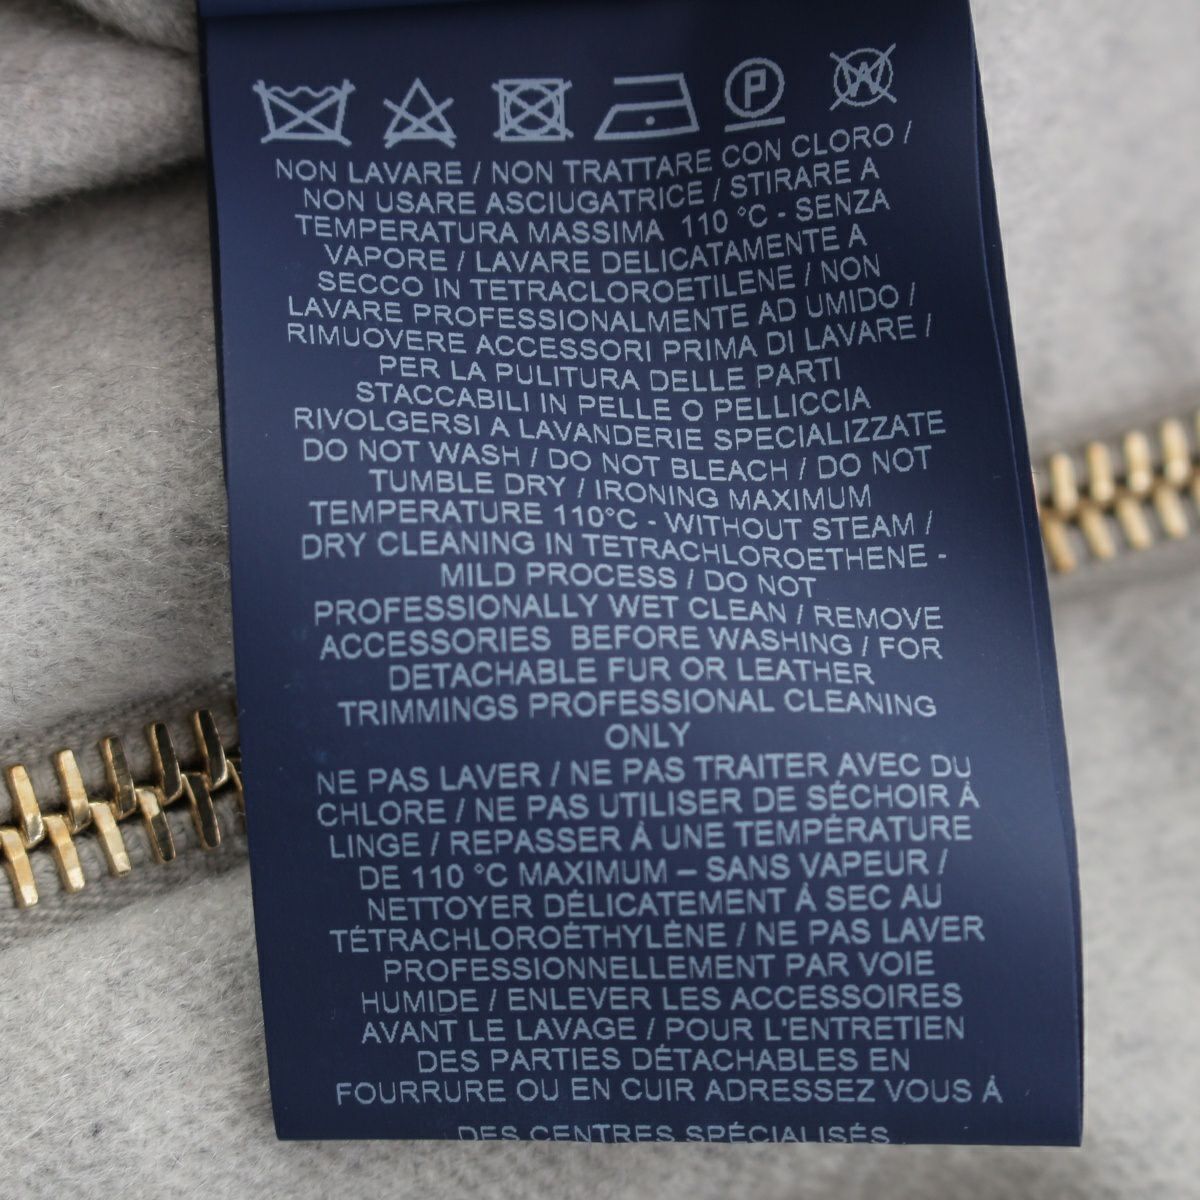 P
W
NON LAVARE / NON TRATTARE CON CLORO /
NON USARE ASCIUGATRICE / STIRARE A
TEMPERATURA MASSIMA 110 °C - SENZA
VAPORE / LAVARE DELICATAMENTE A
SECCO IN TETRACLOROETILENE / NON
LAVARE PROFESSIONALMENTE AD UMIDO /
RIMUOVERE ACCESSORI PRIMA DI LAVARE /
PER LA PULITURA DELLE PARTI
STACCABILI IN PELLE O PELLICCIA
RIVOLGERSI A LAVANDERIE SPECIALIZZATE
DO NOT WASH / DO NOT BLEACH / DO NOT
TUMBLE DRY / IRONING MAXIMUM
TEMPERATURE 110°C - WITHOUT STEAM /
DRY CLEANING IN TETRACHLOROETHENE -
MILD PROCESS / DO NOT
PROFESSIONALLY WET CLEAN / REMOVE
ACCESSORIES BEFORE WASHING / FOR
DETACHABLE FUR OR LEATHER
TRIMMINGS PROFESSIONAL CLEANING
ONLY
NE PAS LAVER / NE PAS TRAITER AVEC DU
CHLORE / NE PAS UTILISER DE SÉCHOIR À
LINGE / REPASSER À UNE TEMPÉRATURE
DE 110 °C MAXIMUM – SANS VAPEUR /
NETTOYER DÉLICATEMENT À SEC AU
TÉTRACHLOROÉTHYLÈNE / NE PAS LAVER
PROFESSIONNELLEMENT PAR VOIE
HUMIDE / ENLEVER LES ACCESSOIRES
AVANT LE LAVAGE / POUR L'ENTRETIEN
DES PARTIES DÉTACHABLES EN
FOURRURE OU EN CUIR ADRESSEZ VOUS À
DES CENTRES SPÉCIALISÉS